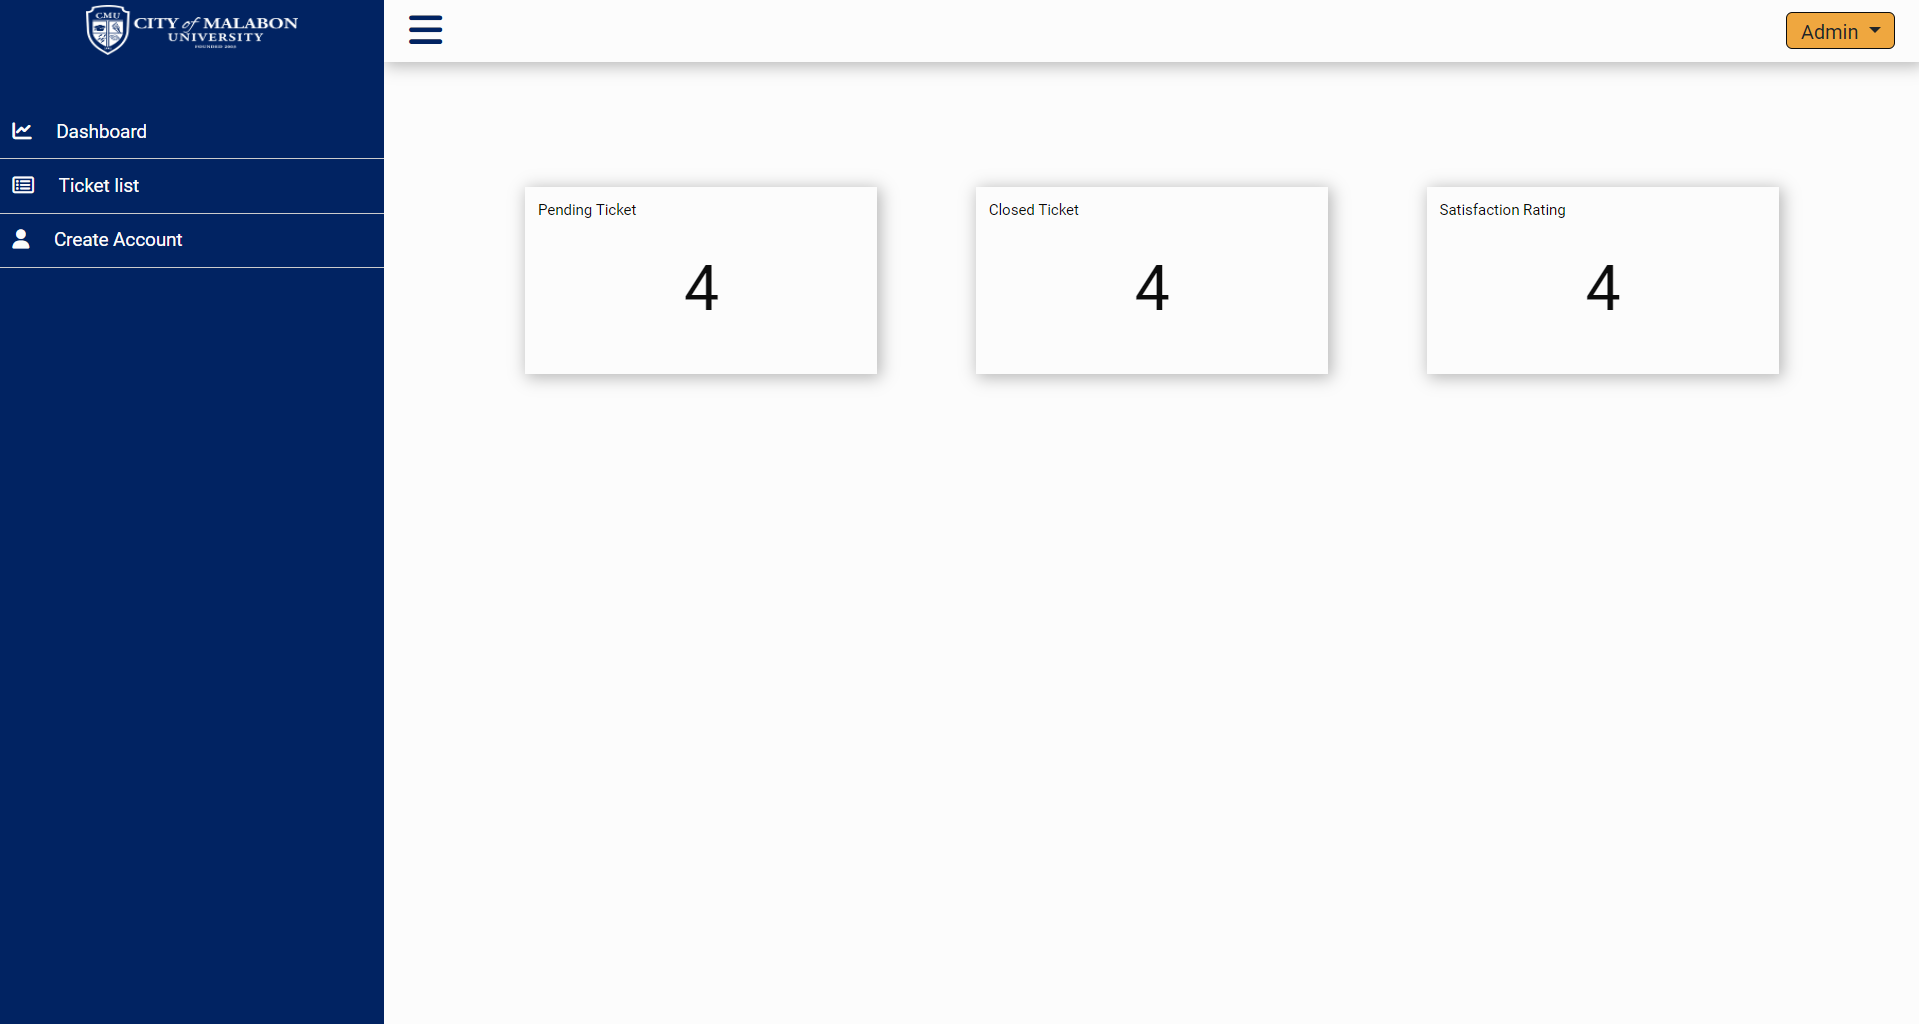 CMU
CITY of MALABON
UNIVERSITY
Admin
Dashboard
Ticket list
Create Account
Pending Ticket
4
Closed Ticket
4
Satisfaction Rating
4